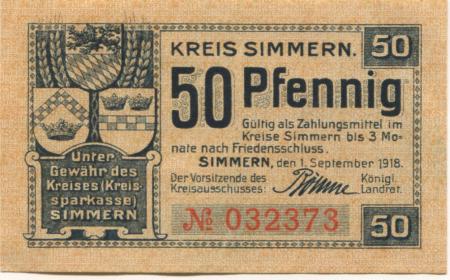 KREIS SIMMERN.
50
50 Pfennig
Gültig als Zahlungsmittel im
Kreise Simmern bis 3 Mo-
nate nach Friedensschluss.
SIMMERN, den 1. September 1918.
Der Vorsitzende des
Kreisausschusses:
Königl.
Landrat.
Unter
Gewähr des
Kreises (Kreis-
sparkasse)
SIMMERN
№ 032373
50